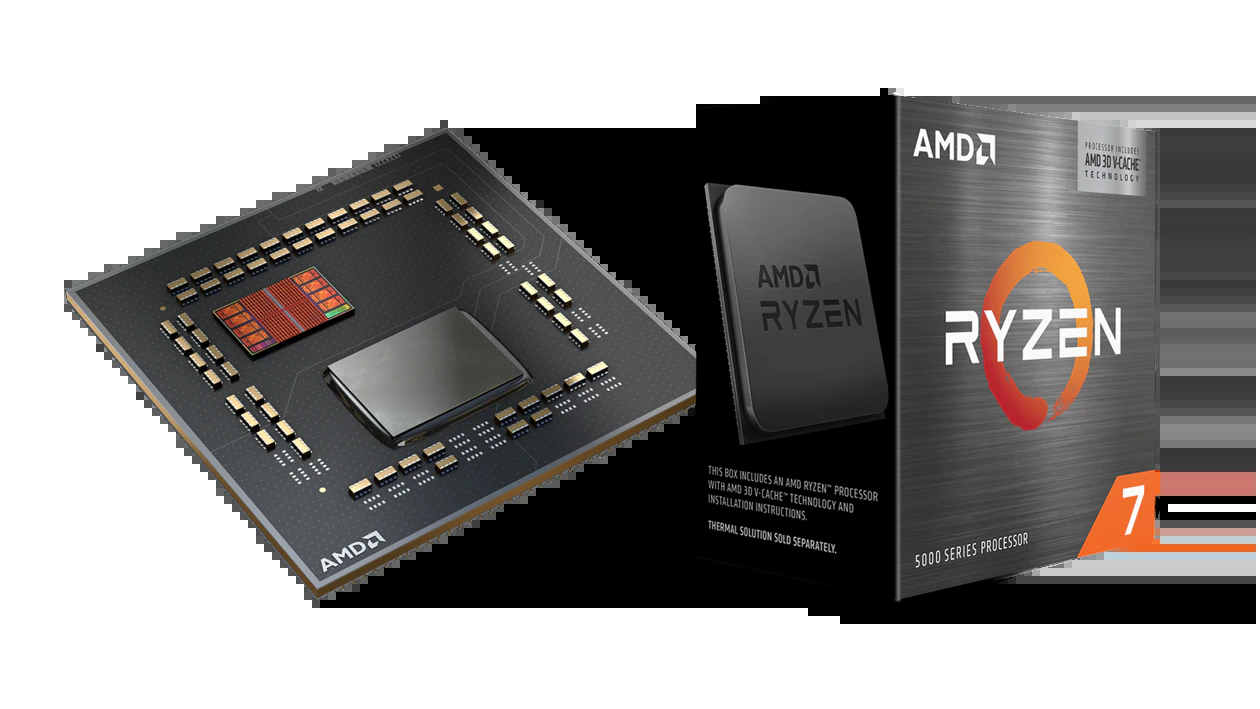 AMD
AMD
RYZEN
THIS BOX INCLUDES AN AMD RYZEN™ PROCESSOR
WITH AMD 3D V-CACHE™ TECHNOLOGY AND
INSTALLATION INSTRUCTIONS.
THERMAL SOLUTION SOLD SEPARATELY.
AMD
PROCESSOR INCLUDES
AMD 3D V-CACHE™
TECHNOLOGY
RYZEN
7
5000 SERIES PROCESSOR